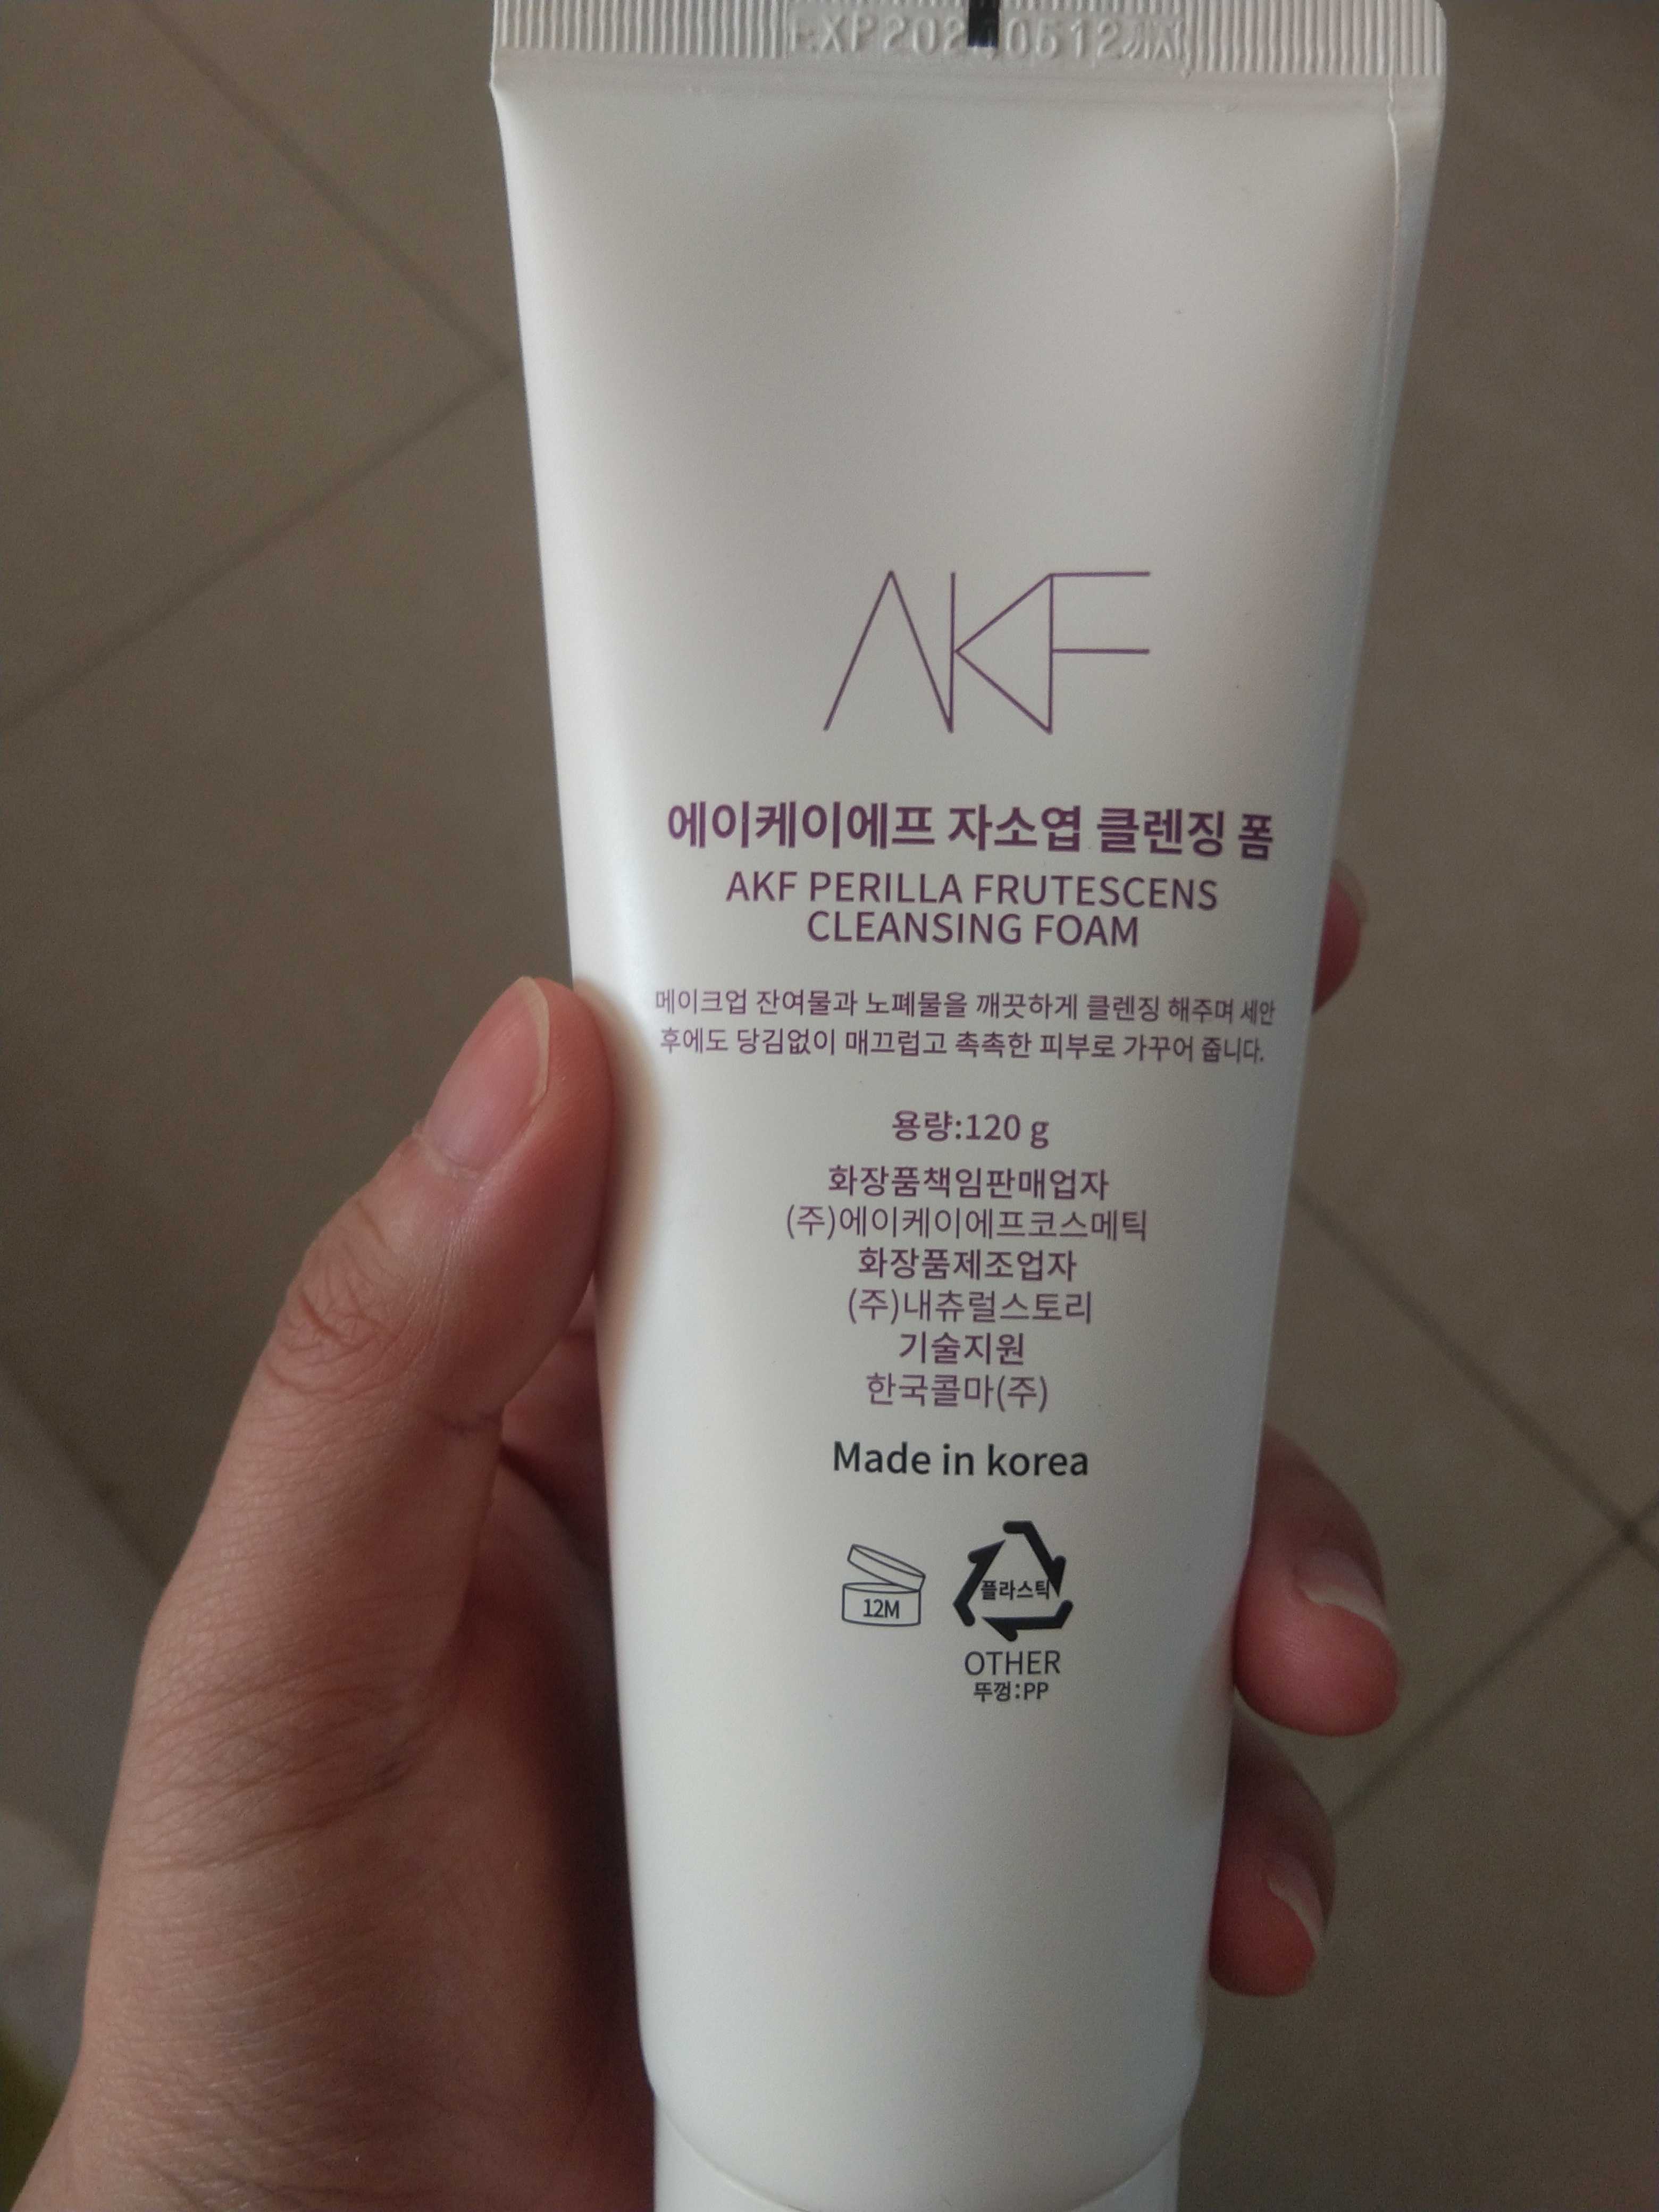 AKF
에이케이에프 자소엽 클렌징 폼
AKF PERILLA FRUTESCENS
CLEANSING FOAM
메이크업 잔여물과 노폐물을 깨끗하게 클렌징 해주며 세안
후에도 당김없이 매끄럽고 촉촉한 피부로 가꾸어 줍니다.
용량:120 g
화장품책임판매업자
(주)에이케이에프코스메틱
화장품제조업자
(주)내츄럴스토리
기술지원
한국콜마(주)
Made in korea
12M
플라스틱
OTHER
뚜껑:PP